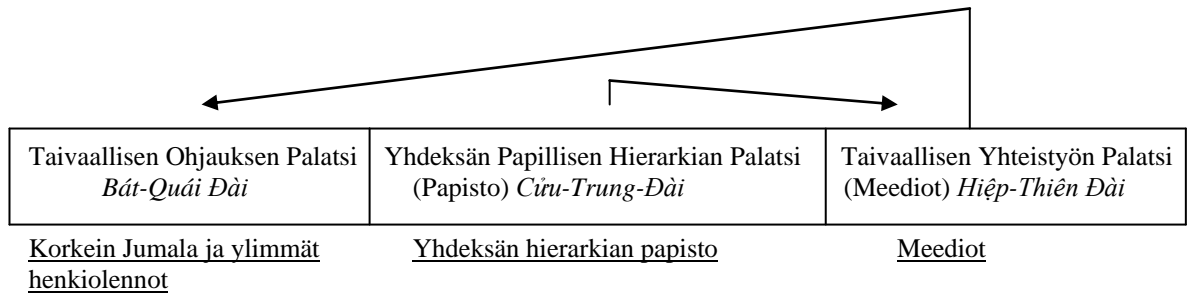 Taivaallisen Ohjauksen Palatsi
Bát-Quái Đài
Yhdeksän Papillisen Hierarkian Palatsi
(Papisto) Cửu-Trung-Đài
Taivaallisen Yhteistyön Palatsi
(Meediot) Hiệp-Thiên Đài
Korkein Jumala ja ylimmät
henkiolennot
Yhdeksän hierarkian papisto
Meediot